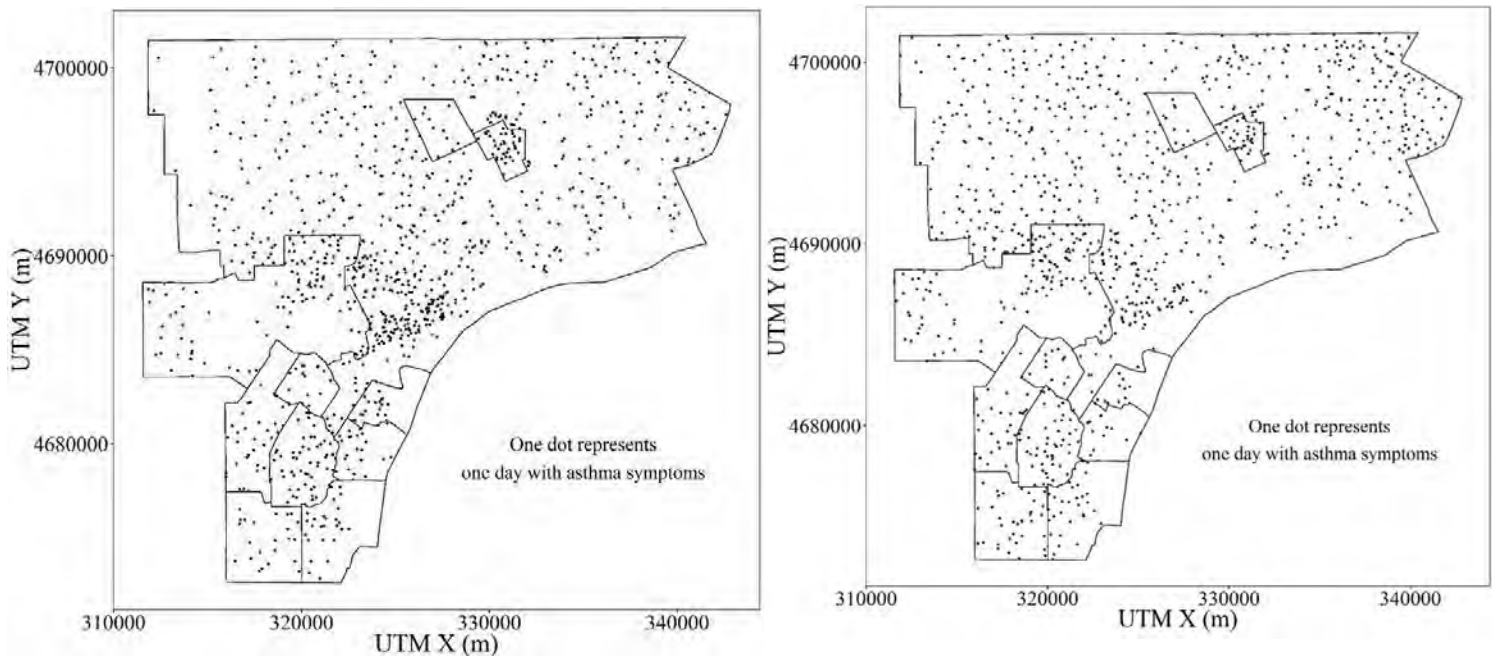 4700000
4690000
4680000
UTM Y (m)
One dot represents
one day with asthma symptoms
310000 320000 330000 340000
UTM X (m)
4700000
4690000
4680000
UTM Y (m)
One dot represents
one day with asthma symptoms
310000 320000 330000 340000
UTM X (m)